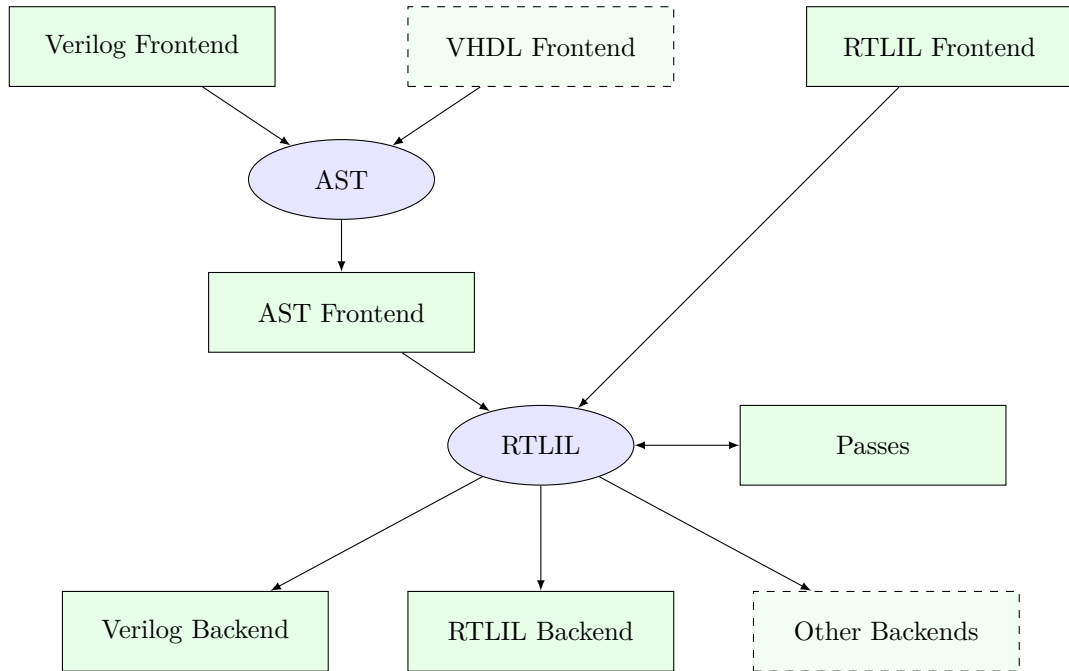 Verilog Frontend
VHDL Frontend
RTLIL Frontend
AST
AST Frontend
RTLIL
Passes
Verilog Backend
RTLIL Backend
Other Backends